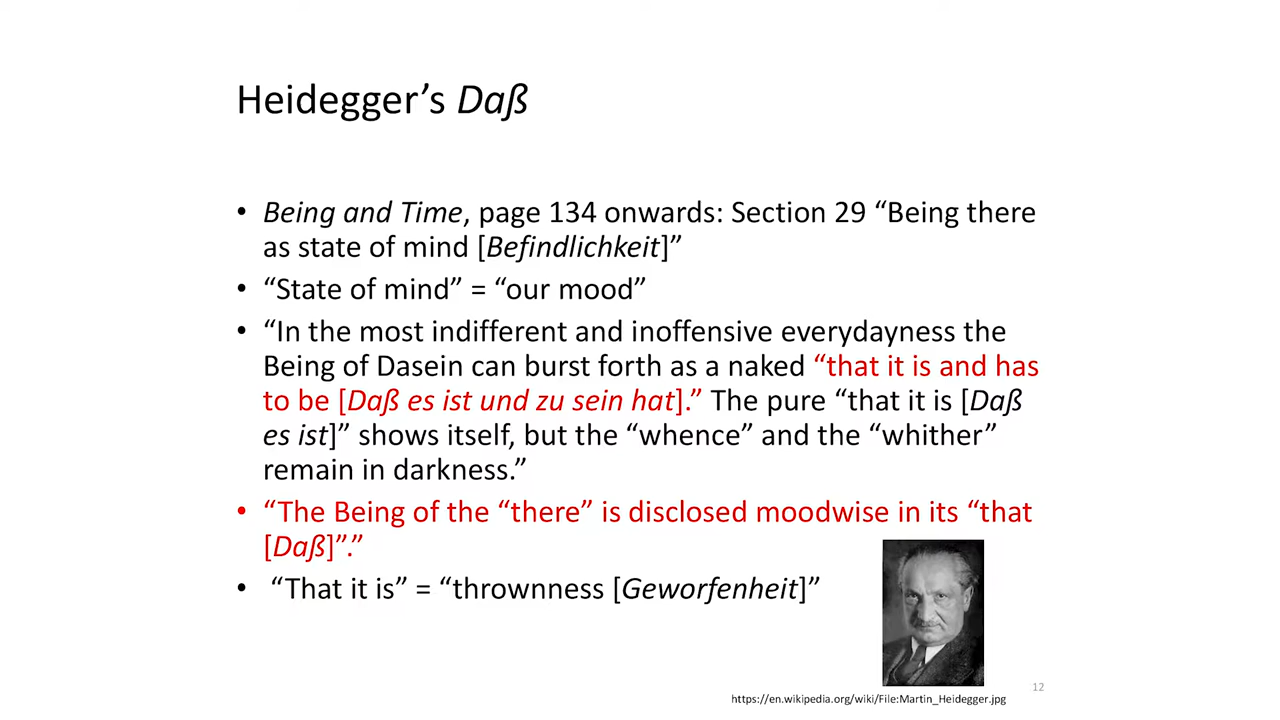 Heidegger’s Daß
• Being and Time, page 134 onwards: Section 29 “Being there
as state of mind [Befindlichkeit]”
• “State of mind” = “our mood”
• “In the most indifferent and inoffensive everydayness the
Being of Dasein can burst forth as a naked “that it is and has
to be [Daß es ist und zu sein hat].” The pure “that it is [Daß
es ist]” shows itself, but the “whence” and the “whither”
remain in darkness.”
• “The Being of the “there” is disclosed moodwise in its “that
[Daß]”.”
• “That it is” = “thrownness [Geworfenheit]”
12
https://en.wikipedia.org/wiki/File:Martin_Heidegger.jpg